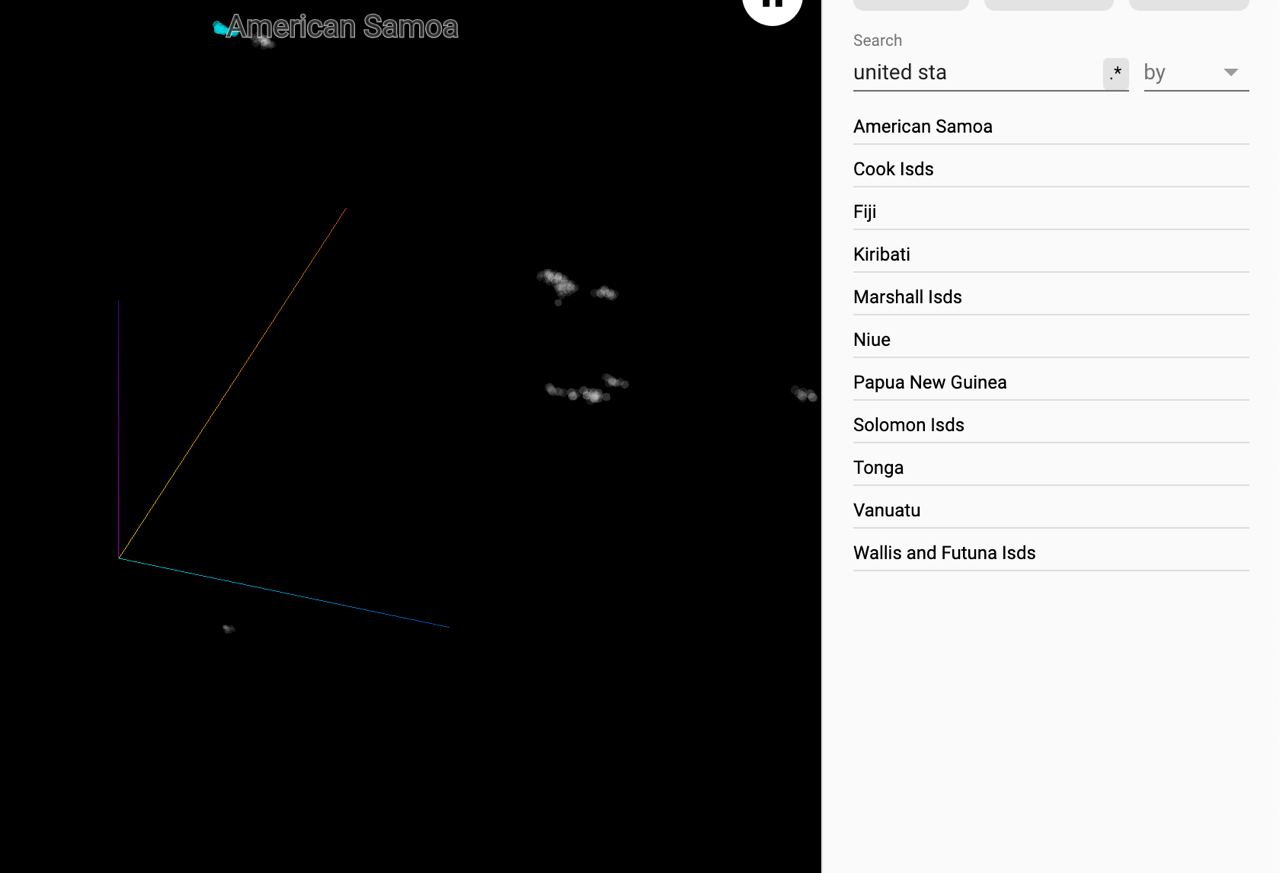 American Samoa
Search
united sta
.*
by
American Samoa
Cook Isds
Fiji
Kiribati
Marshall Isds
Niue
Papua New Guinea
Solomon Isds
Tonga
Vanuatu
Wallis and Futuna Isds